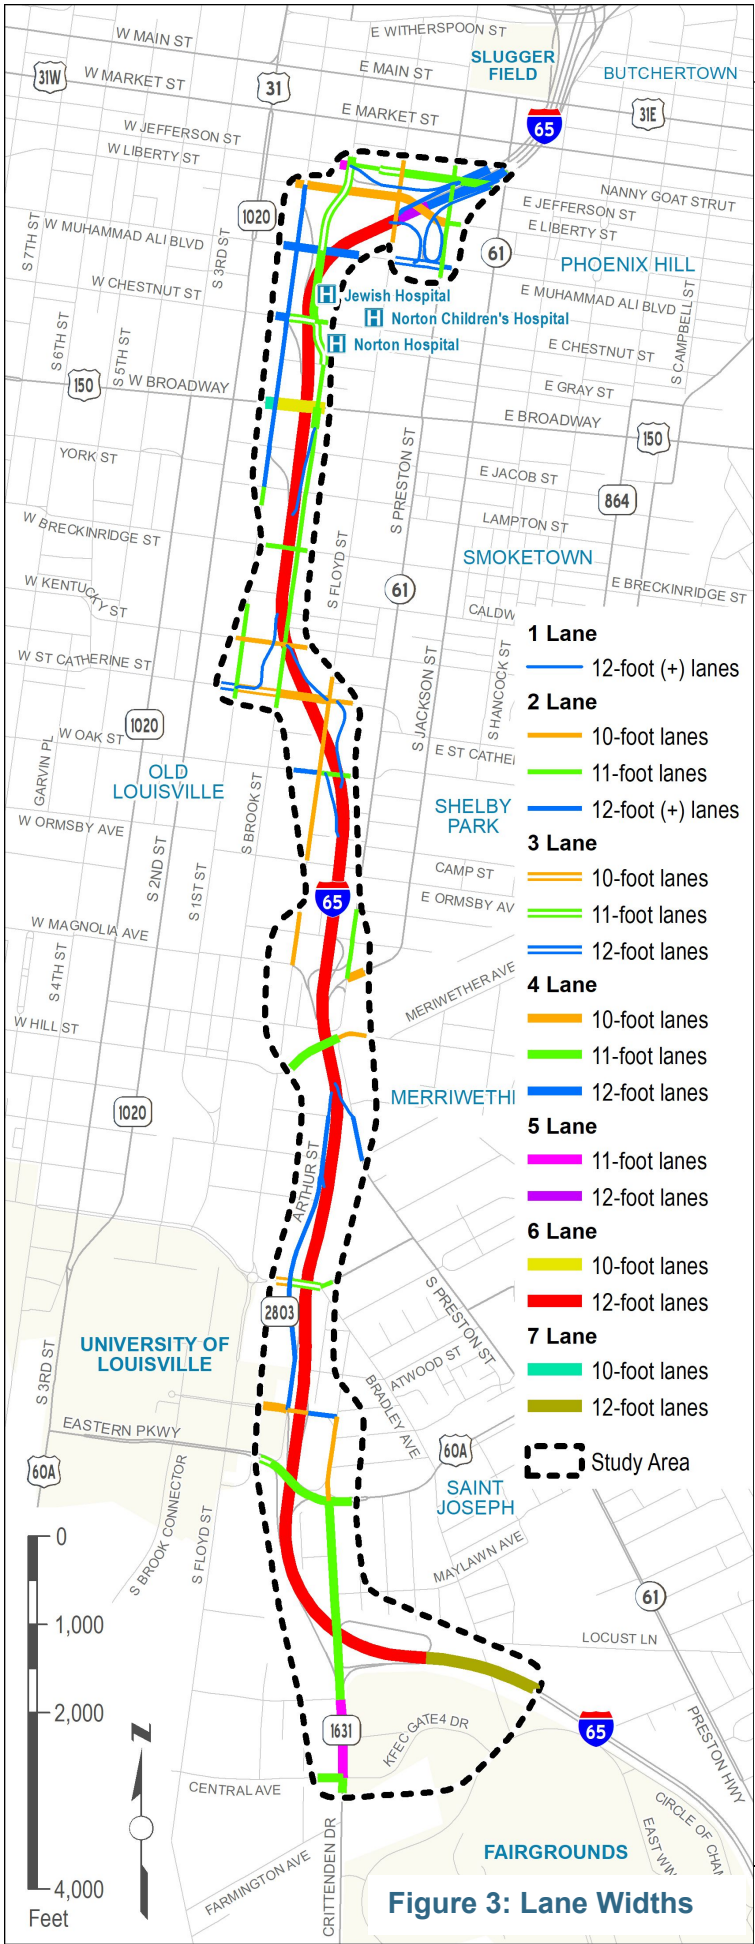 W MAIN ST
E WITHERSPOON ST
SLUGGER
FIELD
BUTCHERTOWN
E MAIN ST
31W
W MARKET ST
31
E MARKET ST
31E
65
W JEFFERSON ST
W LIBERTY ST
NANNY GOAT STRUT
E JEFFERSON ST
E LIBERTY ST
1020
S 7TH ST
W MUHAMMAD ALI BLVD
S 3RD ST
61
PHOENIX HILL
W CHESTNUT ST
H Jewish Hospital
E MUHAMMAD ALI BLVD
S CAMPBELL ST
H Norton Children's Hospital
S 6TH ST
S 5TH ST
H Norton Hospital
E CHESTNUT ST
150
W BROADWAY
E GRAY ST
E BROADWAY
150
YORK ST
S PRESTON ST
E JACOB ST
864
LAMPTON ST
W BRECKINRIDGE ST
S FLOYD ST
SMOKETOWN
W KENTUCKY ST
61
E BRECKINRIDGE ST
CALDW
W ST CATHERINE ST
S JACKSON ST
S HANCOCK ST
1020
W OAK ST
E ST CATHE
GARVIN PL
OLD
LOUISVILLE
S BROOK ST
SHELBY
PARK
W ORMSBY AVE
S 2ND ST
S 1ST ST
CAMP ST
65
E ORMSBY AV
W MAGNOLIA AVE
S 4TH ST
MERIWETHER AVE
W HILL ST
1020
MERRIWETH
ARTHUR ST
2803
S PRESTON ST
UNIVERSITY OF
LOUISVILLE
S 3RD ST
ATWOOD ST
BRADLEY AVE
EASTERN PKWY
60A
60A
SAINT
JOSEPH
S BROOK CONNECTOR
S FLOYD ST
MAYLAWN AVE
61
LOCUST LN
1631
KFEC GATE4 DR
65
PRESTON HWY
CENTRAL AVE
CIRCLE OF CHAM
EAST WIN
FAIRGROUNDS
FARMINGTON AVE
CRITTENDEN DR
1 Lane
12-foot (+) lanes
2 Lane
10-foot lanes
11-foot lanes
12-foot (+) lanes
3 Lane
10-foot lanes
11-foot lanes
12-foot lanes
4 Lane
10-foot lanes
11-foot lanes
12-foot lanes
5 Lane
11-foot lanes
12-foot lanes
6 Lane
10-foot lanes
12-foot lanes
7 Lane
10-foot lanes
12-foot lanes
Study Area
0
1,000
2,000
4,000
Feet
N
Figure 3: Lane Widths